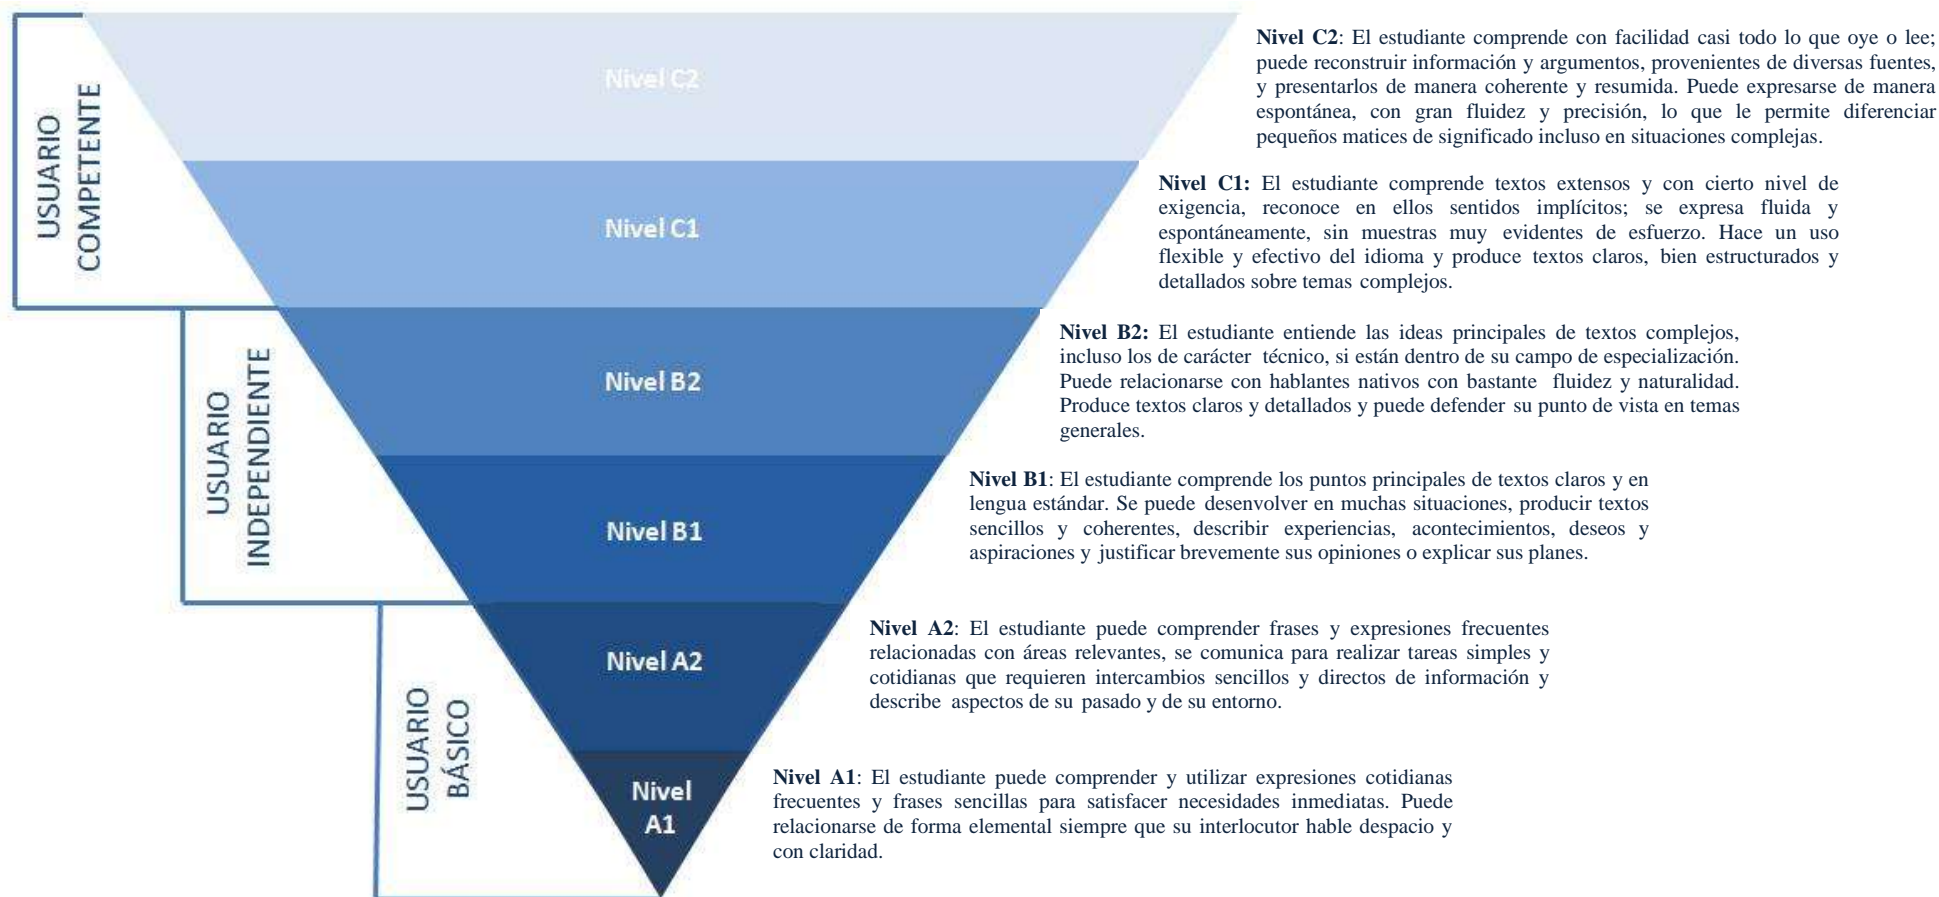 USUARIO
COMPETENTE
Nivel C2
Nivel C2: El estudiante comprende con facilidad casi todo lo que oye o lee;
puede reconstruir información y argumentos, provenientes de diversas fuentes,
y presentarlos de manera coherente y resumida. Puede expresarse de manera
espontánea, con gran fluidez y precisión, lo que le permite diferenciar
pequeños matices de significado incluso en situaciones complejas.
Nivel C1
Nivel C1: El estudiante comprende textos extensos y con cierto nivel de
exigencia, reconoce en ellos sentidos implícitos; se expresa fluida y
espontáneamente, sin muestras muy evidentes de esfuerzo. Hace un uso
flexible y efectivo del idioma y produce textos claros, bien estructurados y
detallados sobre temas complejos.
USUARIO
INDEPENDIENTE
Nivel B2
Nivel B2: El estudiante entiende las ideas principales de textos complejos,
incluso los de carácter técnico, si están dentro de su campo de especialización.
Puede relacionarse con hablantes nativos con bastante fluidez y naturalidad.
Produce textos claros y detallados y puede defender su punto de vista en temas
generales.
Nivel B1
Nivel B1: El estudiante comprende los puntos principales de textos claros y en
lengua estándar. Se puede desenvolver en muchas situaciones, producir textos
sencillos y coherentes, describir experiencias, acontecimientos, deseos y
aspiraciones y justificar brevemente sus opiniones o explicar sus planes.
USUARIO
BÁSICO
Nivel A2
Nivel A2: El estudiante puede comprender frases y expresiones frecuentes
relacionadas con áreas relevantes, se comunica para realizar tareas simples y
cotidianas que requieren intercambios sencillos y directos de información y
describe aspectos de su pasado y de su entorno.
Nivel
A1
Nivel A1: El estudiante puede comprender y utilizar expresiones cotidianas
frecuentes y frases sencillas para satisfacer necesidades inmediatas. Puede
relacionarse de forma elemental siempre que su interlocutor hable despacio y
con claridad.